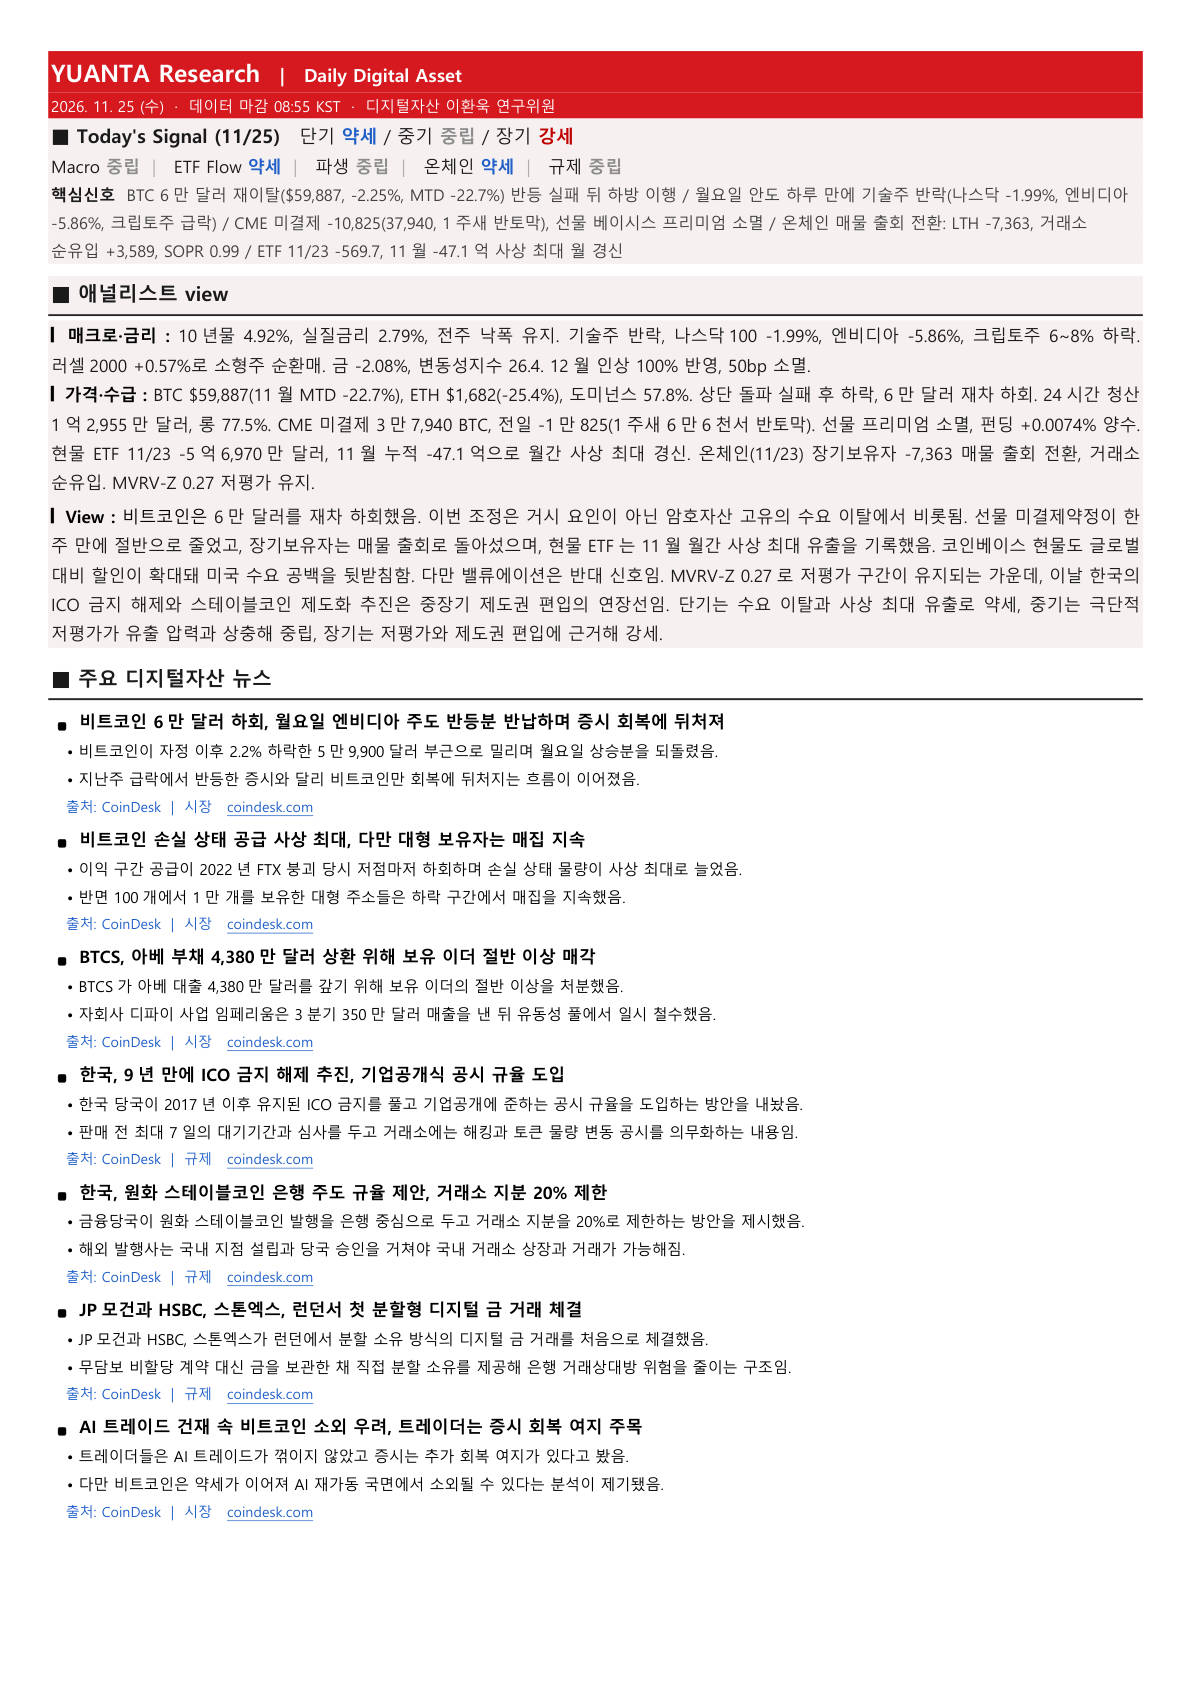 YUANTA Research | Daily Digital Asset
2026. 11. 25 (수) · 데이터 마감 08:55 KST · 디지털자산 이환욱 연구위원
■ Today's Signal (11/25) 단기 약세 / 중기 중립 / 장기 강세
Macro 중립 | ETF Flow 약세 | 파생 중립 | 온체인 약세 | 규제 중립
핵심신호 BTC 6만 달러 재이탈($59,887, -2.25%, MTD -22.7%) 반등 실패 뒤 하방 이행 / 월요일 안도 하루 만에 기술주 반락(나스닥 -1.99%, 엔비디아
-5.86%, 크립토주 급락) / CME 미결제 -10,825(37,940, 1주새 반토막), 선물 베이시스 프리미엄 소멸 / 온체인 매물 출회 전환: LTH -7,363, 거래소
순유입 +3,589, SOPR 0.99 / ETF 11/23 -569.7, 11월 -47.1억 사상 최대 월 경신
■ 애널리스트 view
┃ 매크로·금리 : 10년물 4.92%, 실질금리 2.79%, 전주 낙폭 유지. 기술주 반락, 나스닥100 -1.99%, 엔비디아 -5.86%, 크립토주 6~8% 하락.
러셀2000 +0.57%로 소형주 순환매. 금 -2.08%, 변동성지수 26.4. 12월 인상 100% 반영, 50bp 소멸.
┃ 가격·수급 : BTC $59,887(11월 MTD -22.7%), ETH $1,682(-25.4%), 도미넌스 57.8%. 상단 돌파 실패 후 하락, 6만 달러 재차 하회. 24시간 청산
1억2,955만 달러, 롱 77.5%. CME 미결제 3만7,940 BTC, 전일 -1만825(1주새 6만6천서 반토막). 선물 프리미엄 소멸, 펀딩 +0.0074% 양수.
현물 ETF 11/23 -5억6,970만 달러, 11월 누적 -47.1억으로 월간 사상 최대 경신. 온체인(11/23) 장기보유자 -7,363 매물 출회 전환, 거래소
순유입. MVRV-Z 0.27 저평가 유지.
┃ View : 비트코인은 6만 달러를 재차 하회했음. 이번 조정은 거시 요인이 아닌 암호자산 고유의 수요 이탈에서 비롯됨. 선물 미결제약정이 한
주 만에 절반으로 줄었고, 장기보유자는 매물 출회로 돌아섰으며, 현물 ETF는 11월 월간 사상 최대 유출을 기록했음. 코인베이스 현물도 글로벌
대비 할인이 확대돼 미국 수요 공백을 뒷받침함. 다만 밸류에이션은 반대 신호임. MVRV-Z 0.27로 저평가 구간이 유지되는 가운데, 이날 한국의
ICO 금지 해제와 스테이블코인 제도화 추진은 중장기 제도권 편입의 연장선임. 단기는 수요 이탈과 사상 최대 유출로 약세, 중기는 극단적
저평가가 유출 압력과 상충해 중립, 장기는 저평가와 제도권 편입에 근거해 강세.
■ 주요 디지털자산 뉴스
▪ 비트코인 6만 달러 하회, 월요일 엔비디아 주도 반등분 반납하며 증시 회복에 뒤처져
• 비트코인이 자정 이후 2.2% 하락한 5만9,900달러 부근으로 밀리며 월요일 상승분을 되돌렸음.
• 지난주 급락에서 반등한 증시와 달리 비트코인만 회복에 뒤처지는 흐름이 이어졌음.
출처: CoinDesk | 시장 coindesk.com
▪ 비트코인 손실 상태 공급 사상 최대, 다만 대형 보유자는 매집 지속
• 이익 구간 공급이 2022년 FTX 붕괴 당시 저점마저 하회하며 손실 상태 물량이 사상 최대로 늘었음.
• 반면 100개에서 1만 개를 보유한 대형 주소들은 하락 구간에서 매집을 지속했음.
출처: CoinDesk | 시장 coindesk.com
▪ BTCS, 아베 부채 4,380만 달러 상환 위해 보유 이더 절반 이상 매각
• BTCS가 아베 대출 4,380만 달러를 갚기 위해 보유 이더의 절반 이상을 처분했음.
• 자회사 디파이 사업 임페리움은 3분기 350만 달러 매출을 낸 뒤 유동성 풀에서 일시 철수했음.
출처: CoinDesk | 시장 coindesk.com
▪ 한국, 9년 만에 ICO 금지 해제 추진, 기업공개식 공시 규율 도입
• 한국 당국이 2017년 이후 유지된 ICO 금지를 풀고 기업공개에 준하는 공시 규율을 도입하는 방안을 내놨음.
• 판매 전 최대 7일의 대기기간과 심사를 두고 거래소에는 해킹과 토큰 물량 변동 공시를 의무화하는 내용임.
출처: CoinDesk | 규제 coindesk.com
▪ 한국, 원화 스테이블코인 은행 주도 규율 제안, 거래소 지분 20% 제한
• 금융당국이 원화 스테이블코인 발행을 은행 중심으로 두고 거래소 지분을 20%로 제한하는 방안을 제시했음.
• 해외 발행사는 국내 지점 설립과 당국 승인을 거쳐야 국내 거래소 상장과 거래가 가능해짐.
출처: CoinDesk | 규제 coindesk.com
▪ JP모건과 HSBC, 스톤엑스, 런던서 첫 분할형 디지털 금 거래 체결
• JP모건과 HSBC, 스톤엑스가 런던에서 분할 소유 방식의 디지털 금 거래를 처음으로 체결했음.
• 무담보 비할당 계약 대신 금을 보관한 채 직접 분할 소유를 제공해 은행 거래상대방 위험을 줄이는 구조임.
출처: CoinDesk | 규제 coindesk.com
▪ AI 트레이드 건재 속 비트코인 소외 우려, 트레이더는 증시 회복 여지 주목
• 트레이더들은 AI 트레이드가 꺾이지 않았고 증시는 추가 회복 여지가 있다고 봤음.
• 다만 비트코인은 약세가 이어져 AI 재가동 국면에서 소외될 수 있다는 분석이 제기됐음.
출처: CoinDesk | 시장 coindesk.com